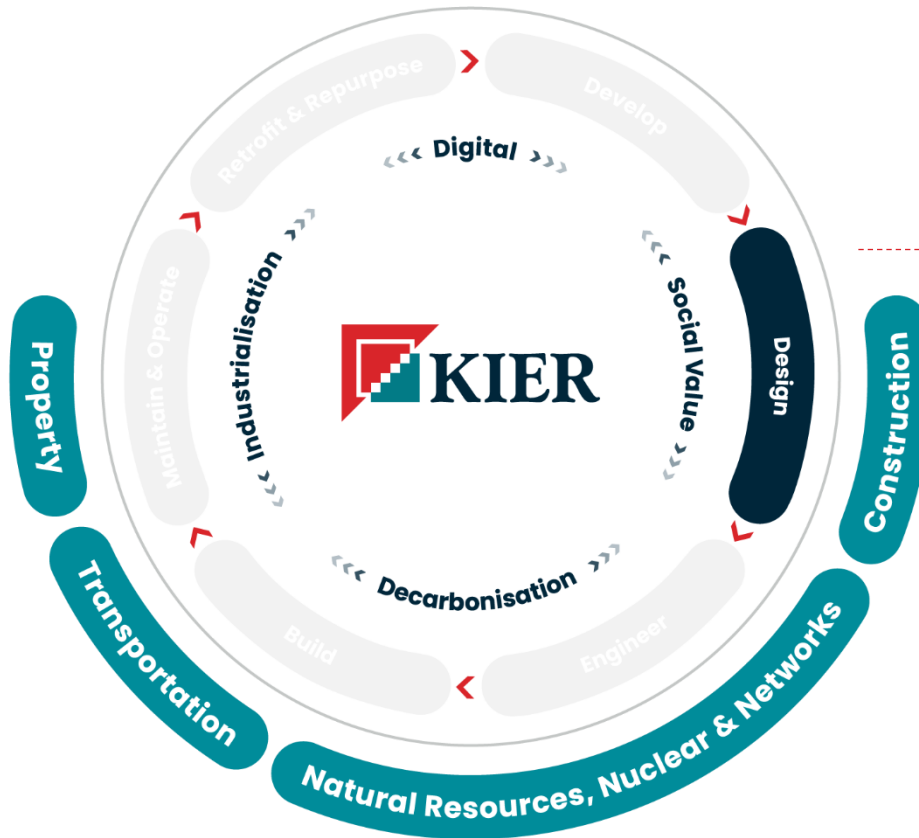 Retrofit & Repurpose
Develop
Digital
Industrialisation
Social Value
Maintain & Operate
Design
KIER
Property
Construction
Decarbonisation
Build
Engineer
Transportation
Natural Resources, Nuclear & Networks